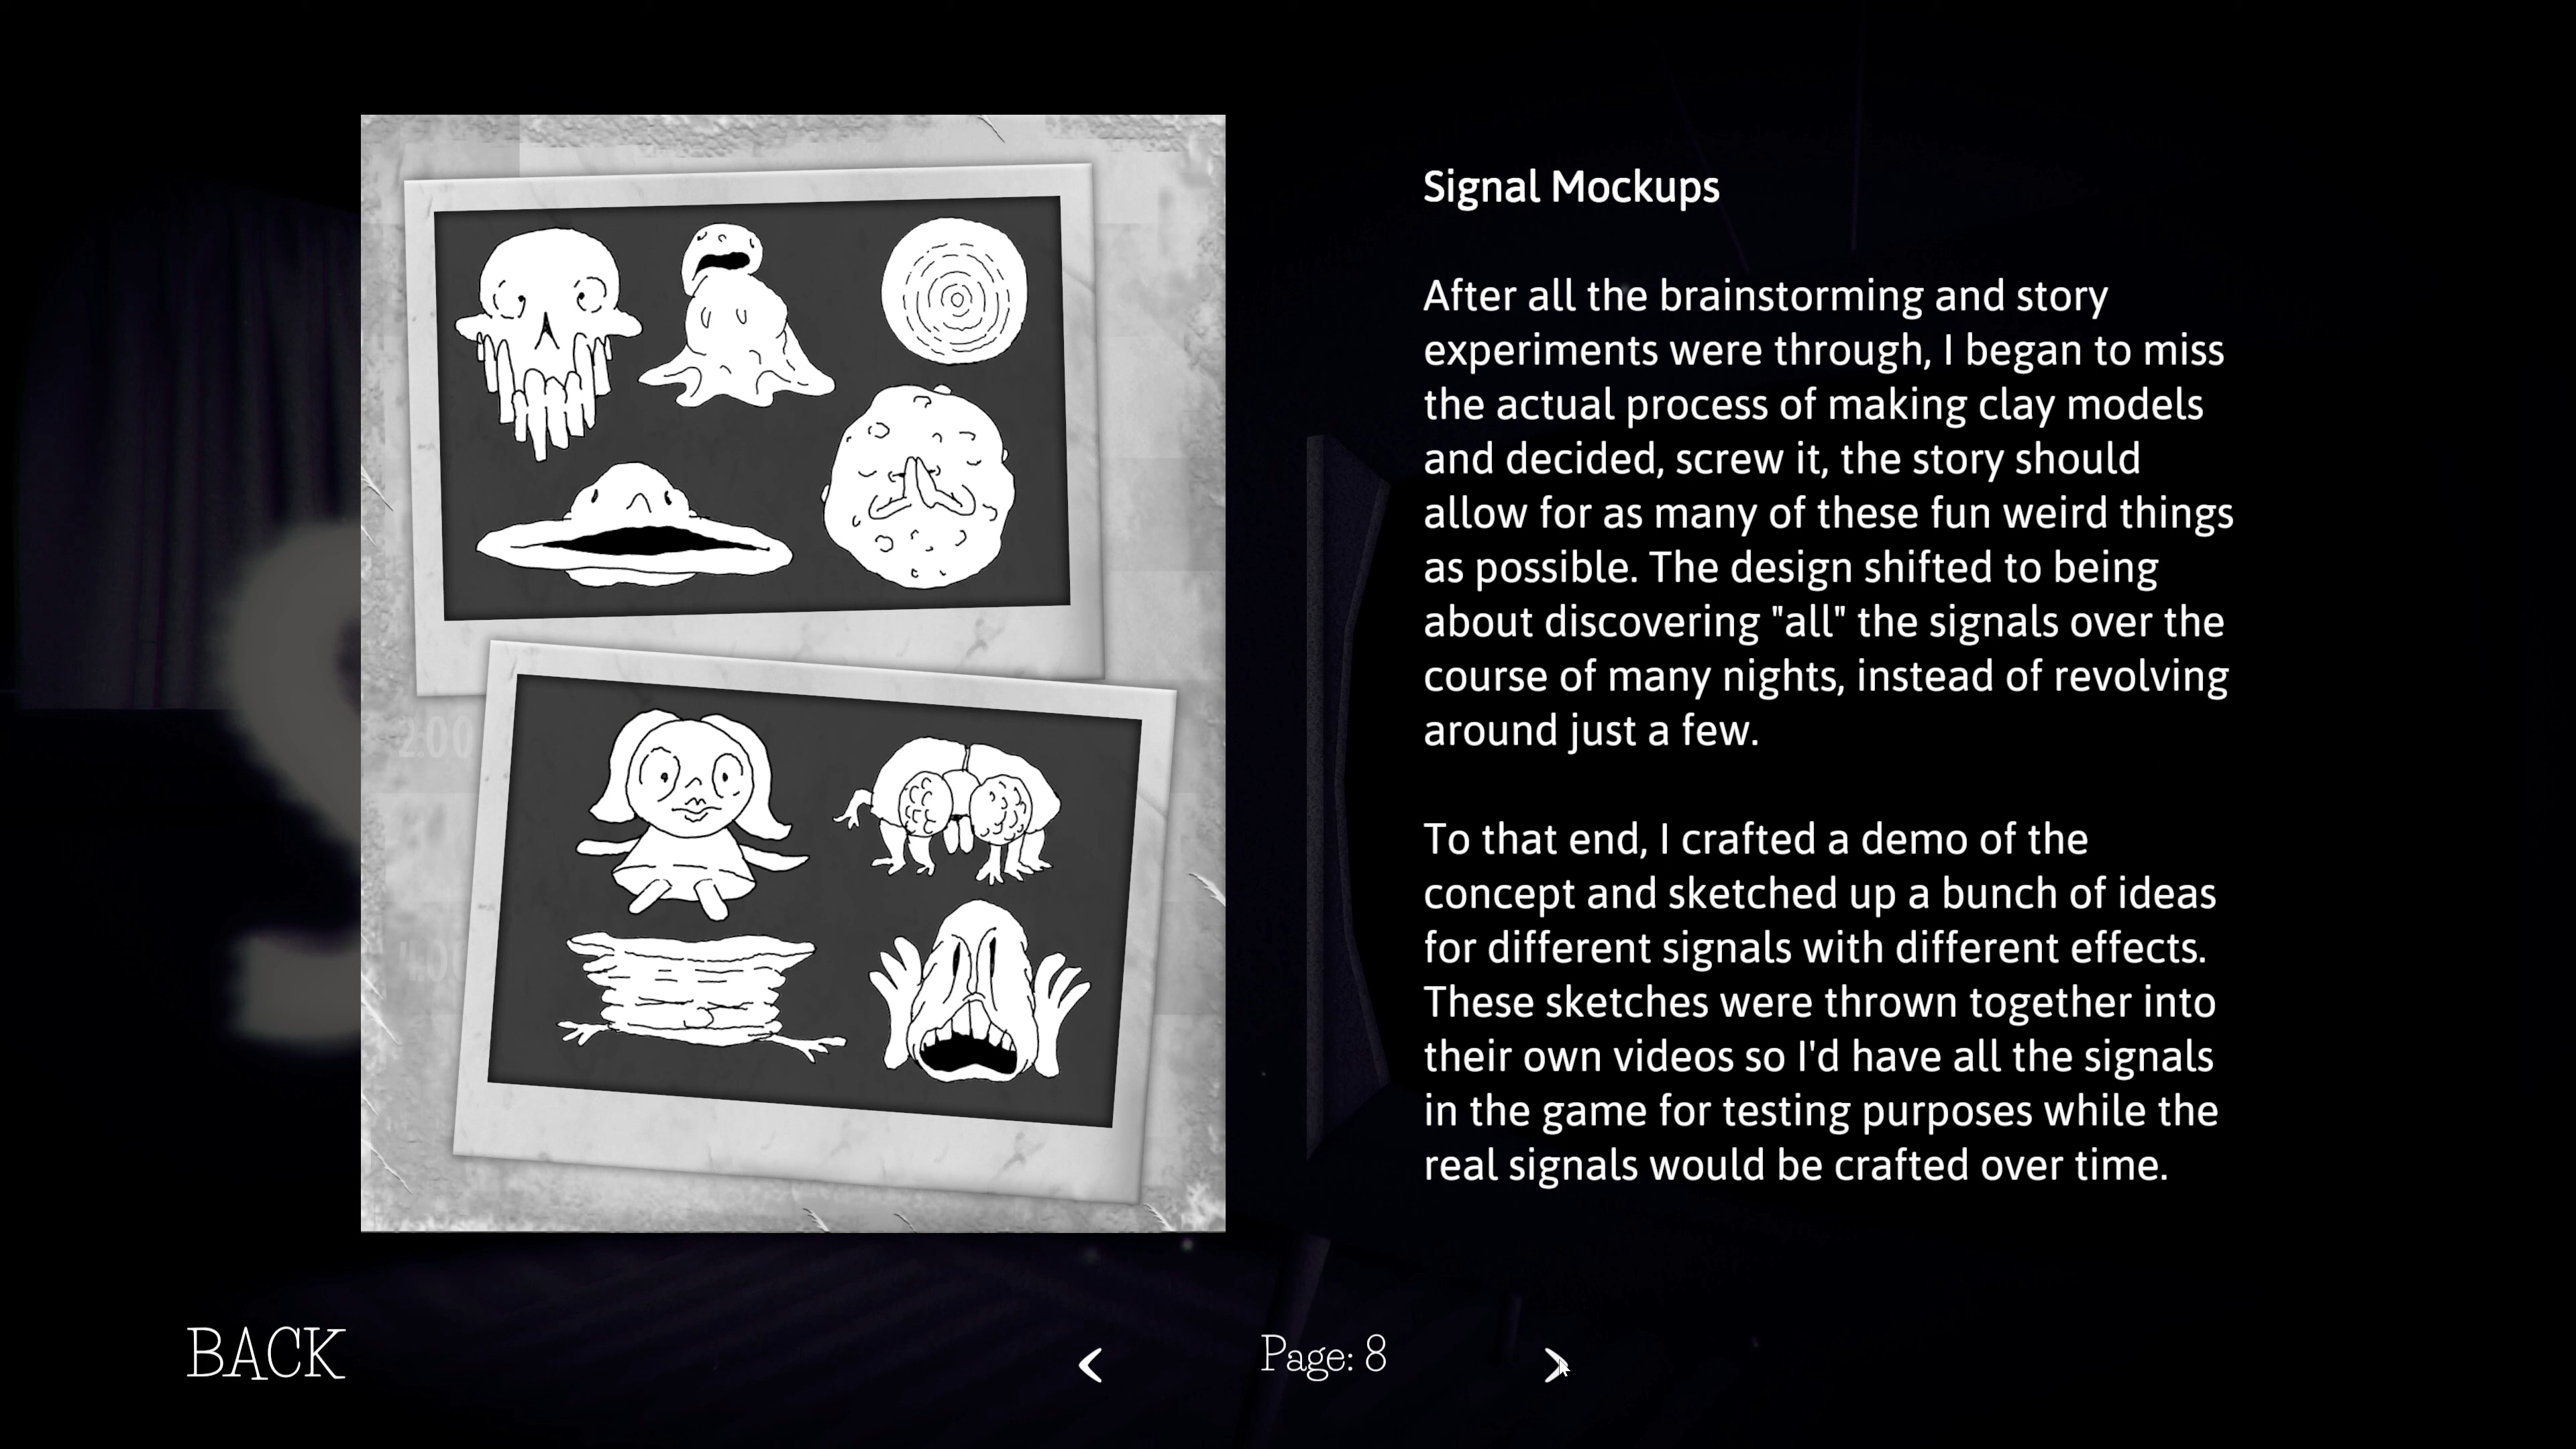 Signal Mockups
After all the brainstorming and story
experiments were through, I began to miss
the actual process of making clay models
and decided, screw it, the story should
allow for as many of these fun weird things
as possible. The design shifted to being
about discovering "all" the signals over the
course of many nights, instead of revolving
around just a few.
To that end, I crafted a demo of the
concept and sketched up a bunch of ideas
for different signals with different effects.
These sketches were thrown together into
their own videos so I'd have all the signals
in the game for testing purposes while the
real signals would be crafted over time.
2:00
4:00
BACK
Page: 8